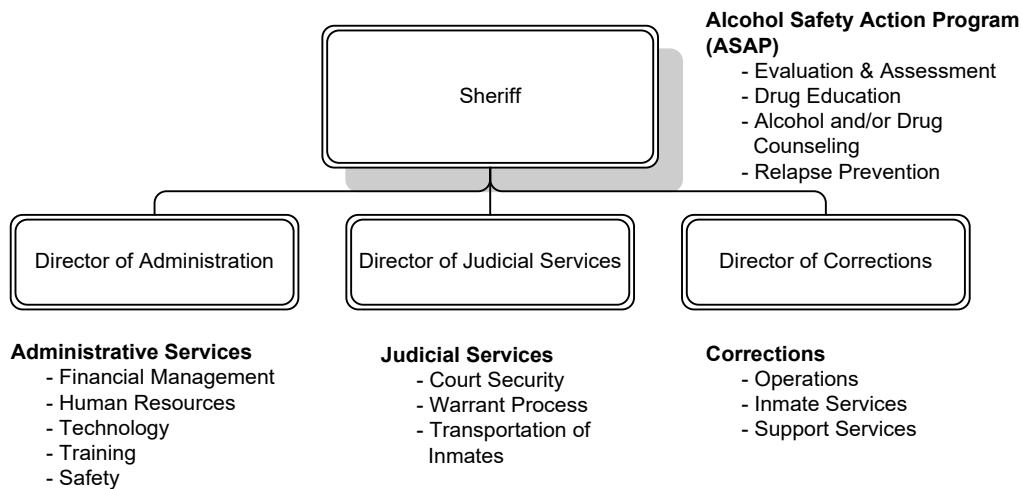 Sheriff
Alcohol Safety Action Program
(ASAP)
- Evaluation & Assessment
- Drug Education
- Alcohol and/or Drug
Counseling
- Relapse Prevention
Director of Administration
Director of Judicial Services
Director of Corrections
Administrative Services
- Financial Management
- Human Resources
- Technology
- Training
- Safety
Judicial Services
- Court Security
- Warrant Process
- Transportation of
Inmates
Corrections
- Operations
- Inmate Services
- Support Services